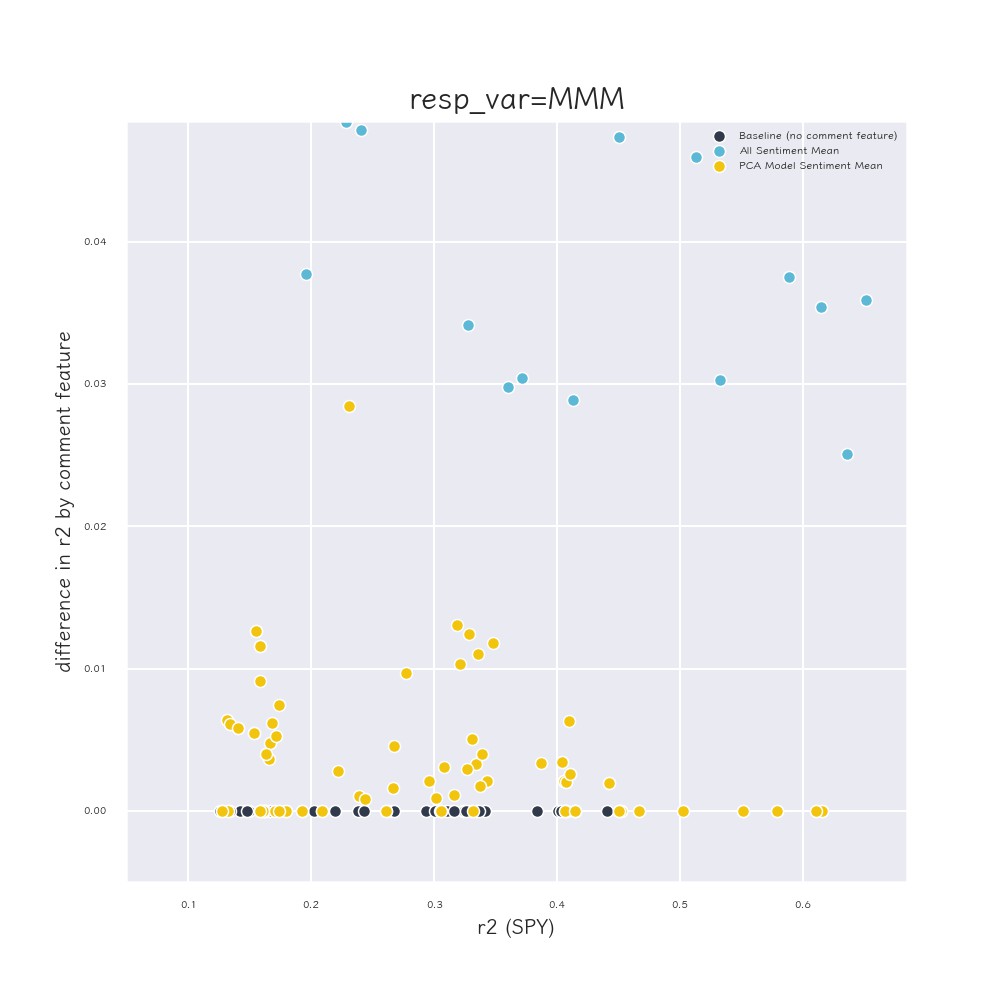 resp_var=MMM
Baseline (no comment feature)
All Sentiment Mean
PCA Model Sentiment Mean
difference in r2 by comment feature
0.04
0.03
0.02
0.01
0.00
0.1 0.2 0.3 0.4 0.5 0.6
r2 (SPY)